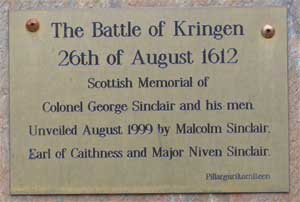 The Battle of Kringen
26th of August 1612
Scottish Memorial of
Colonel George Sinclair and his men.
Unveiled August 1999 by Malcolm Sinclair,
Earl of Caithness and Major Niven Sinclair.